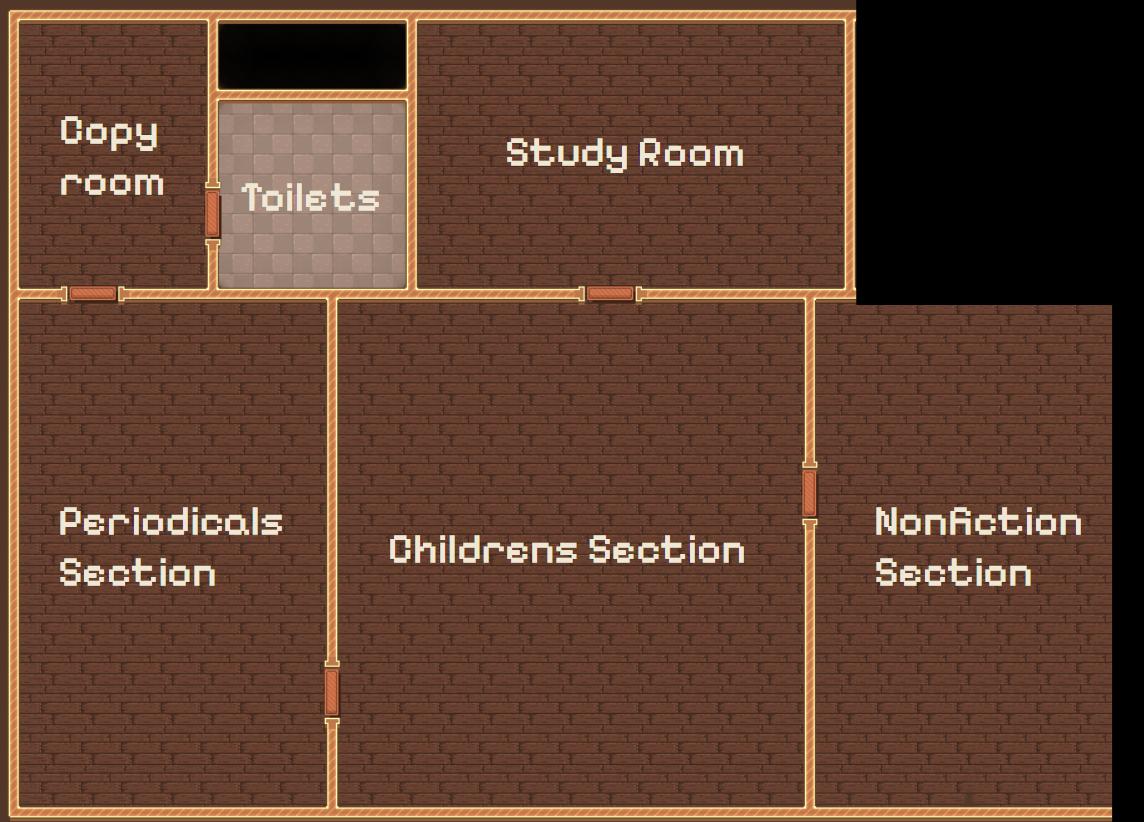 Copy
room
Toilets
Study Room
Periodicals
Section
Childrens Section
Nonfiction
Section